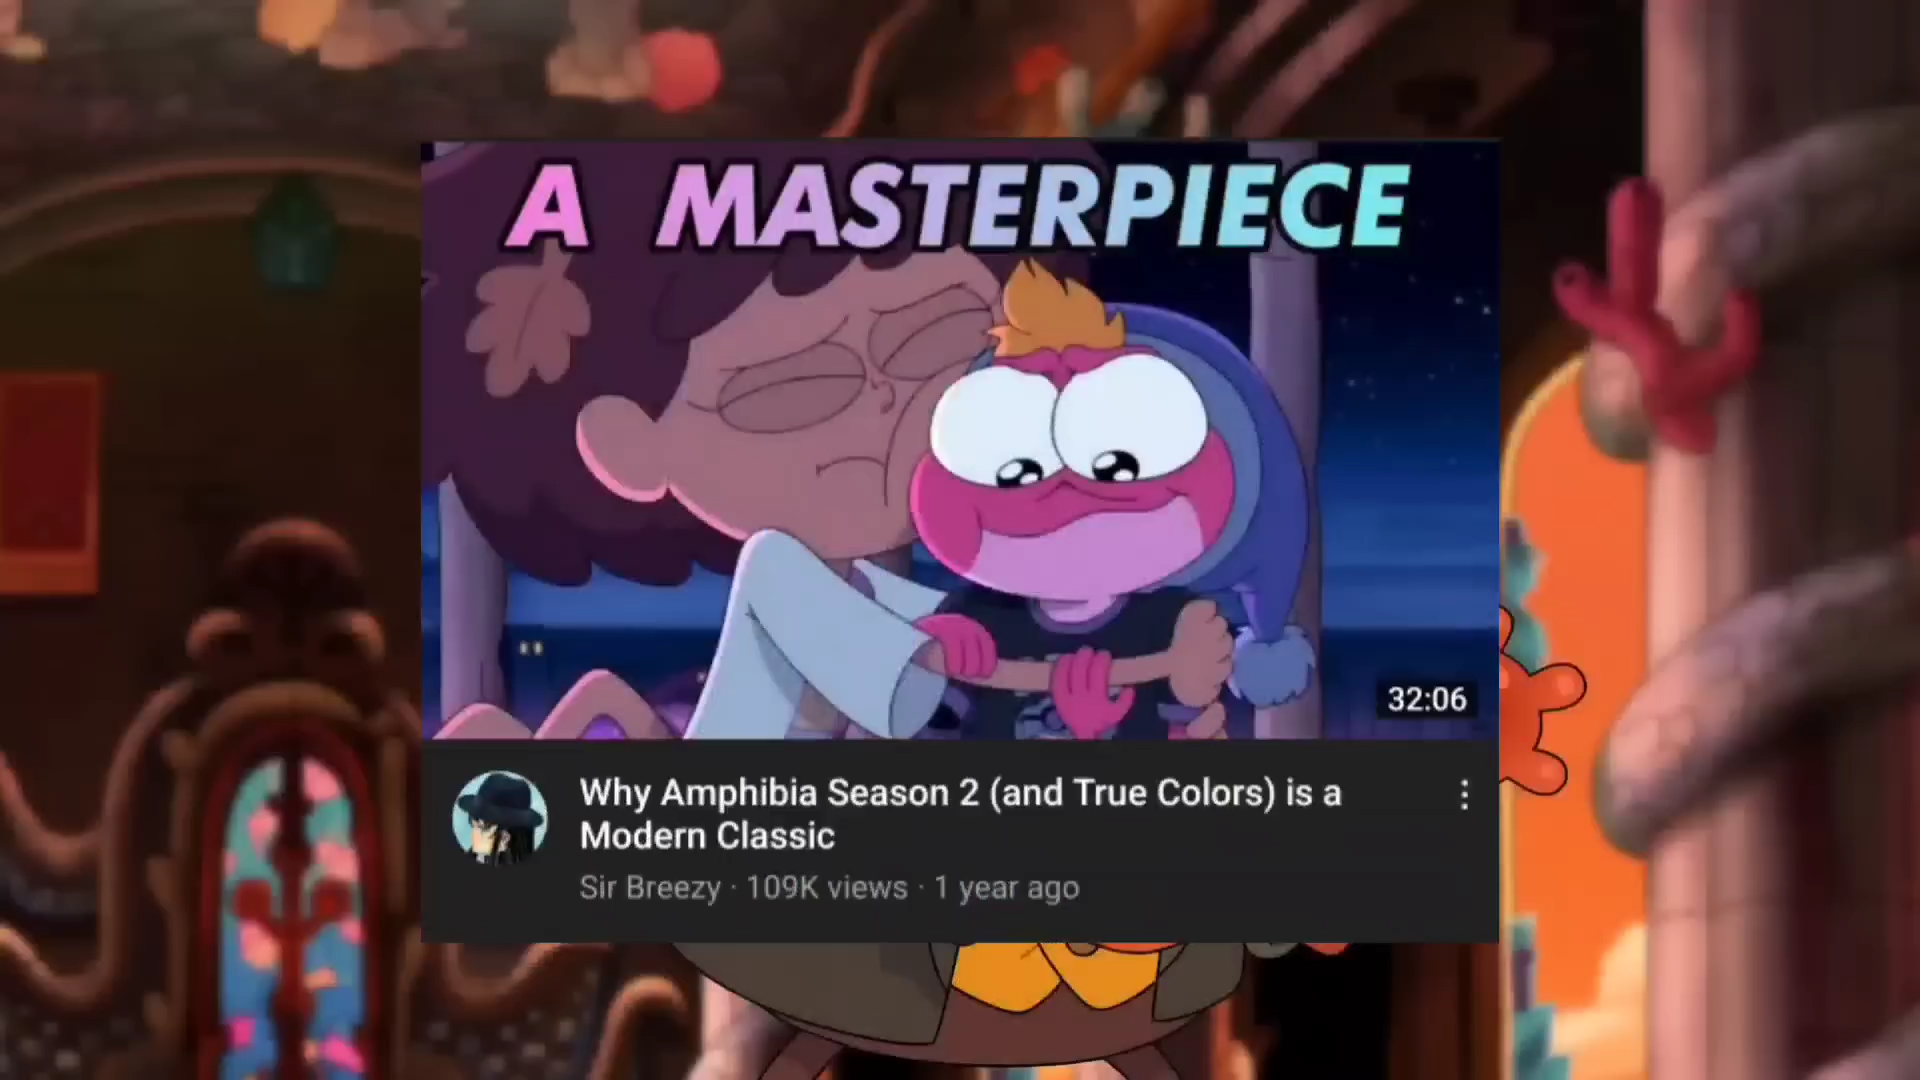 A MASTERPIECE
32:06
Why Amphibia Season 2 (and True Colors) is a
Modern Classic
Sir Breezy · 109K views · 1 year ago